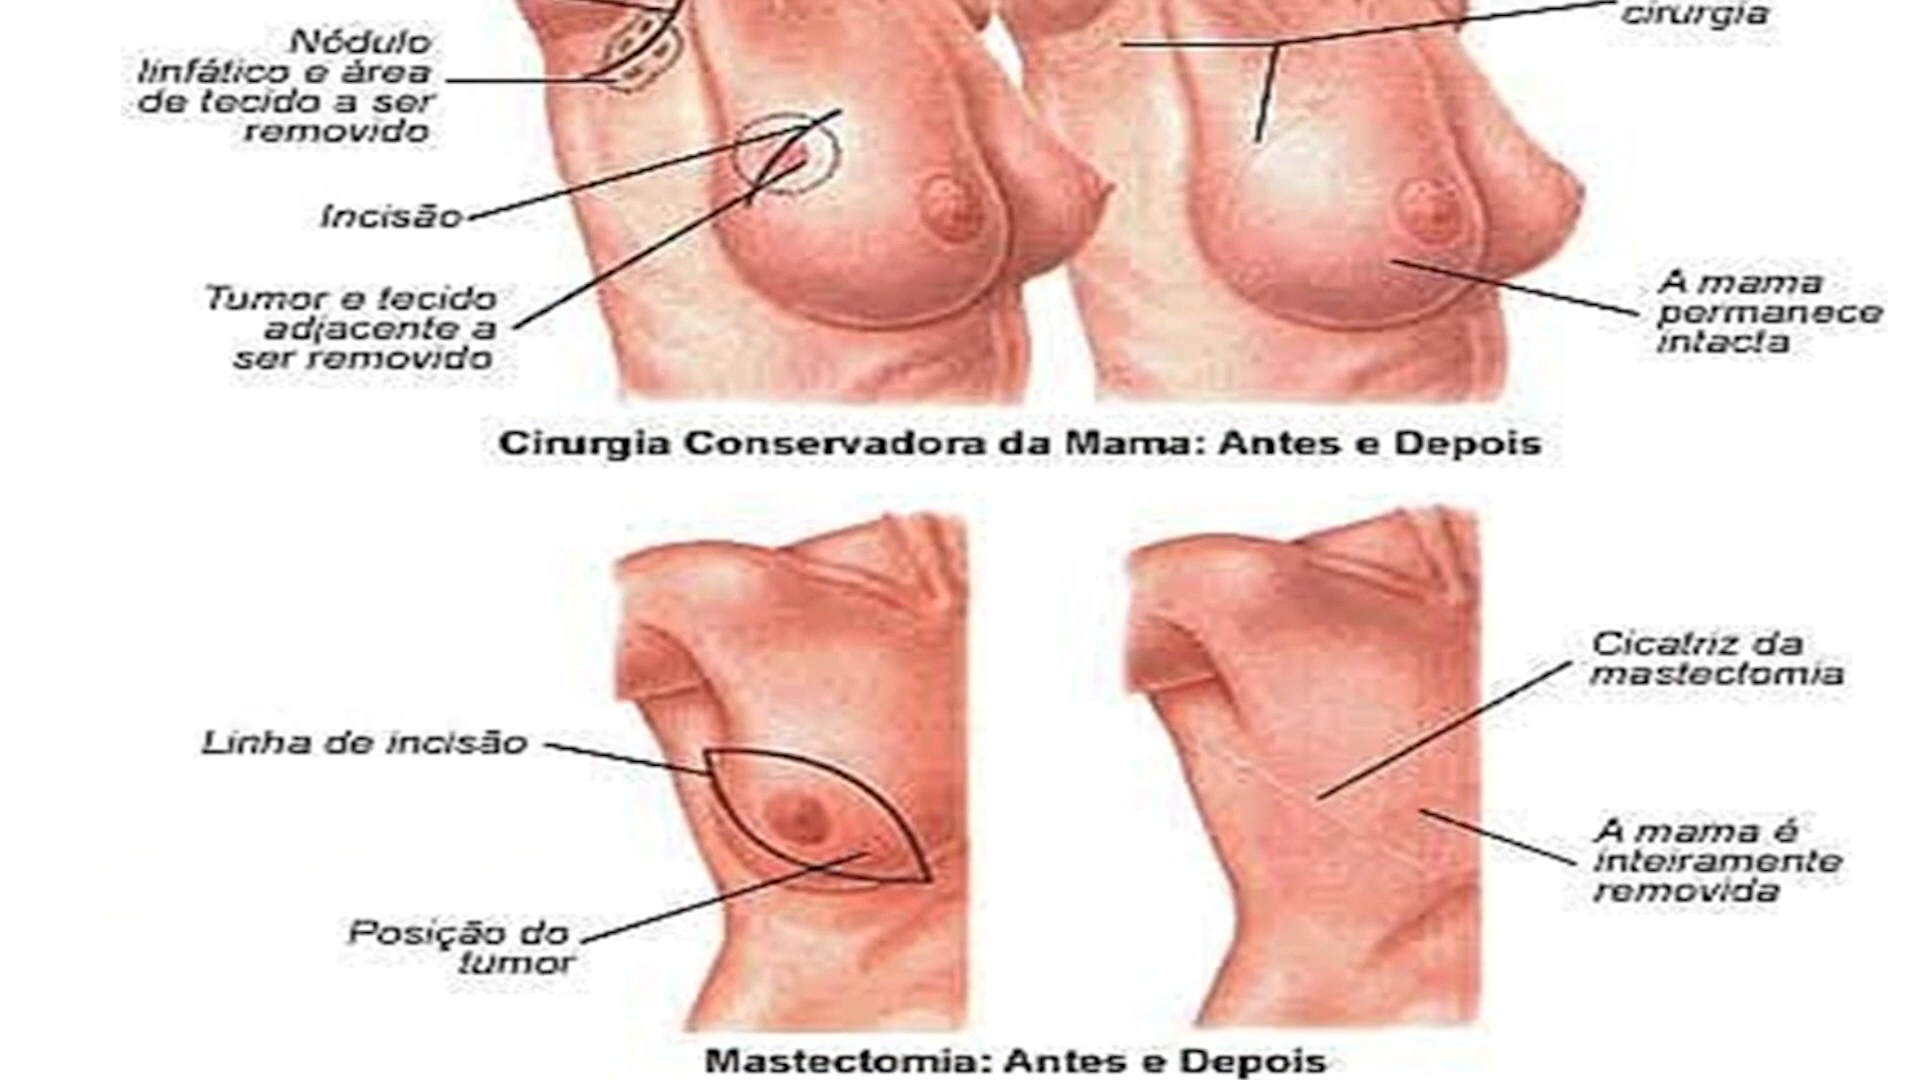 cirurgia
Nódulo
linfático e área
de tecido a ser
removido
Incisão
Tumor e tecido
adjacente a
ser removido
A mama
permanece
intacta
Cirurgia Conservadora da Mama: Antes e Depois
Cicatriz da
mastectomia
Linha de incisão
A mama é
inteiramente
removida
Posição do
tumor
Mastectomia: Antes e Depois